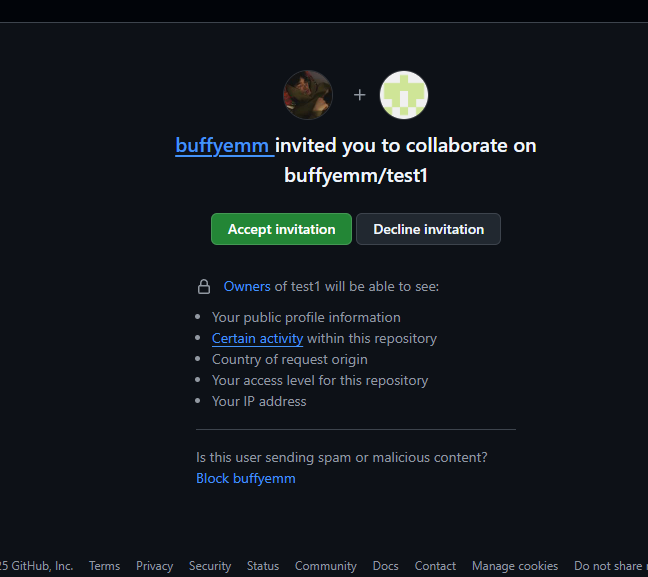 buffyemm invited you to collaborate on
buffyemm/test1
Accept invitation
Decline invitation
Owners of test1 will be able to see:
Your public profile information
Certain activity within this repository
Country of request origin
Your access level for this repository
Your IP address
Is this user sending spam or malicious content?
Block buffyemm
25 GitHub, Inc. Terms Privacy Security Status Community Docs Contact Manage cookies Do not share